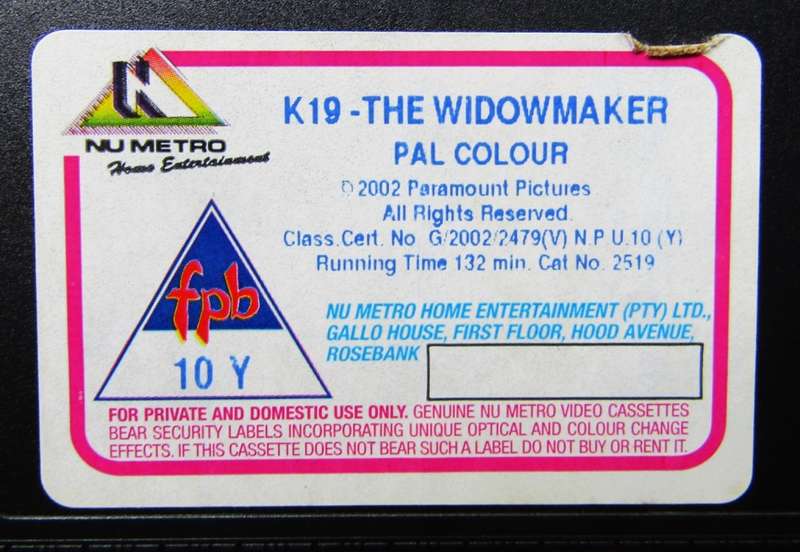 NU METRO
Home Entertainment
K19 -THE WIDOWMAKER
PAL COLOUR
© 2002 Paramount Pictures
All Rights Reserved.
Class.Cert. No G/2002/2479(V) N.P U.10 (Y)
Running Time 132 min. Cat No. 2519
fpb
10 Y
NU METRO HOME ENTERTAINMENT (PTY) LTD.,
GALLO HOUSE, FIRST FLOOR, HOOD AVENUE,
ROSEBANK
FOR PRIVATE AND DOMESTIC USE ONLY. GENUINE NU METRO VIDEO CASSETTES
BEAR SECURITY LABELS INCORPORATING UNIQUE OPTICAL AND COLOUR CHANGE
EFFECTS. IF THIS CASSETTE DOES NOT BEAR SUCH A LABEL DO NOT BUY OR RENT IT.